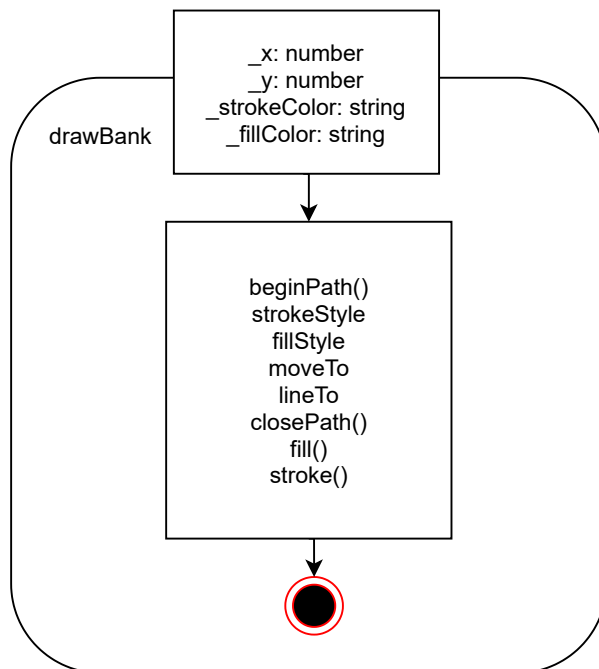 _x: number
_y: number
_strokeColor: string
_fillColor: string
drawBank
beginPath()
strokeStyle
fillStyle
moveTo
lineTo
closePath()
fill()
stroke()